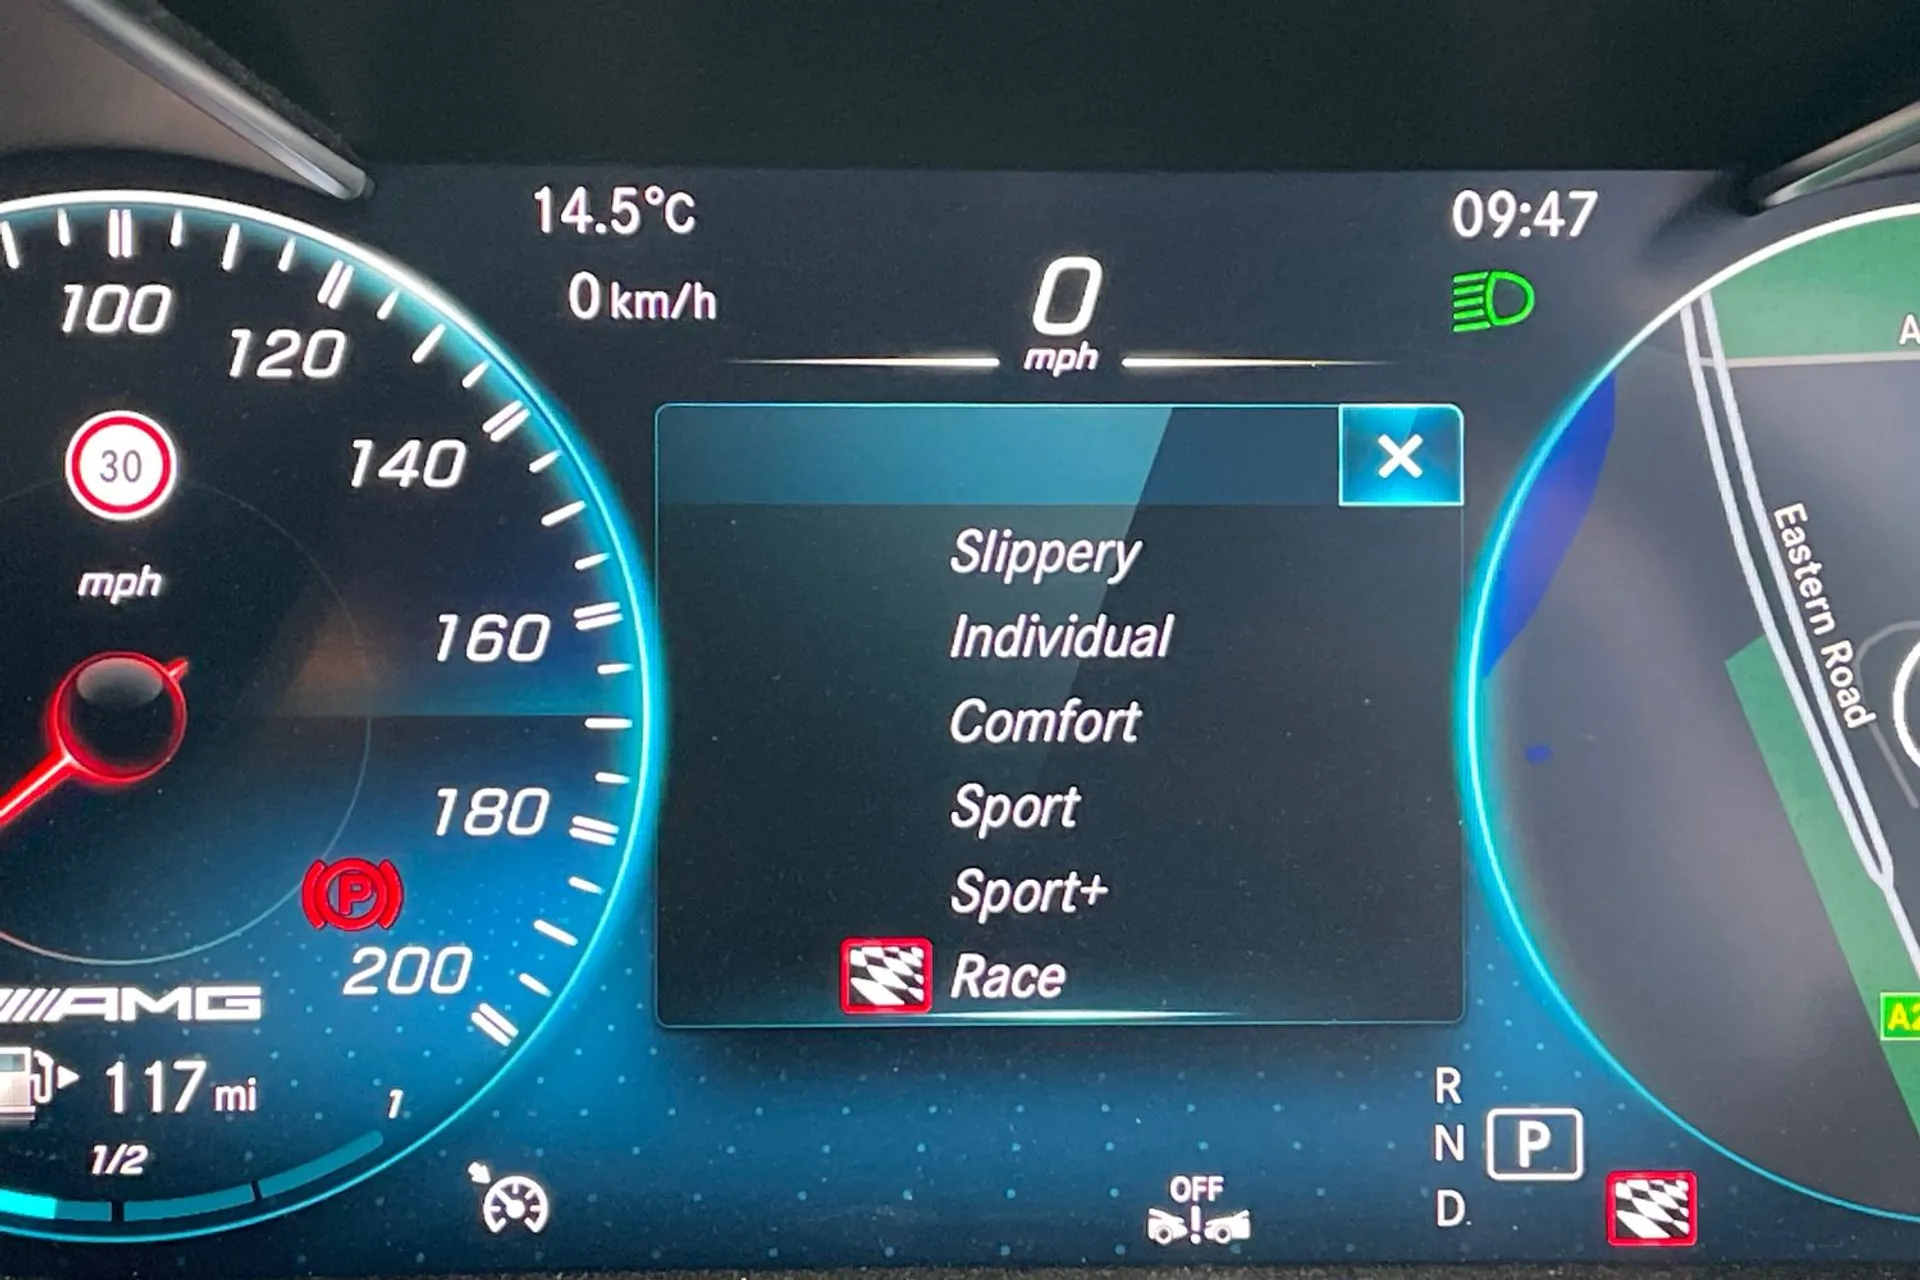 14.5°C
09:47
0 km/h
0
mph
100
120
140
160
180
200
30
mph
Slippery
Individual
Comfort
Sport
Sport+
Race
Eastern Road
AMG
117 mi
1/2
1
OFF
R
N
P
D